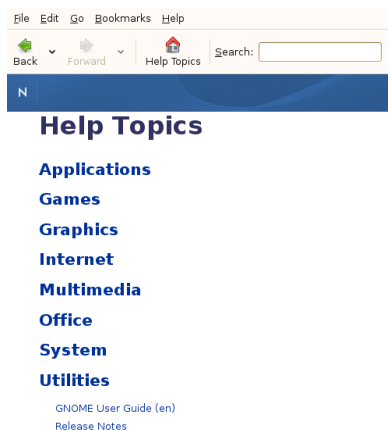 File Edit Go Bookmarks Help
Back Forward Help Topics Search:
N
Help Topics
Applications
Games
Graphics
Internet
Multimedia
Office
System
Utilities
GNOME User Guide (en)
Release Notes